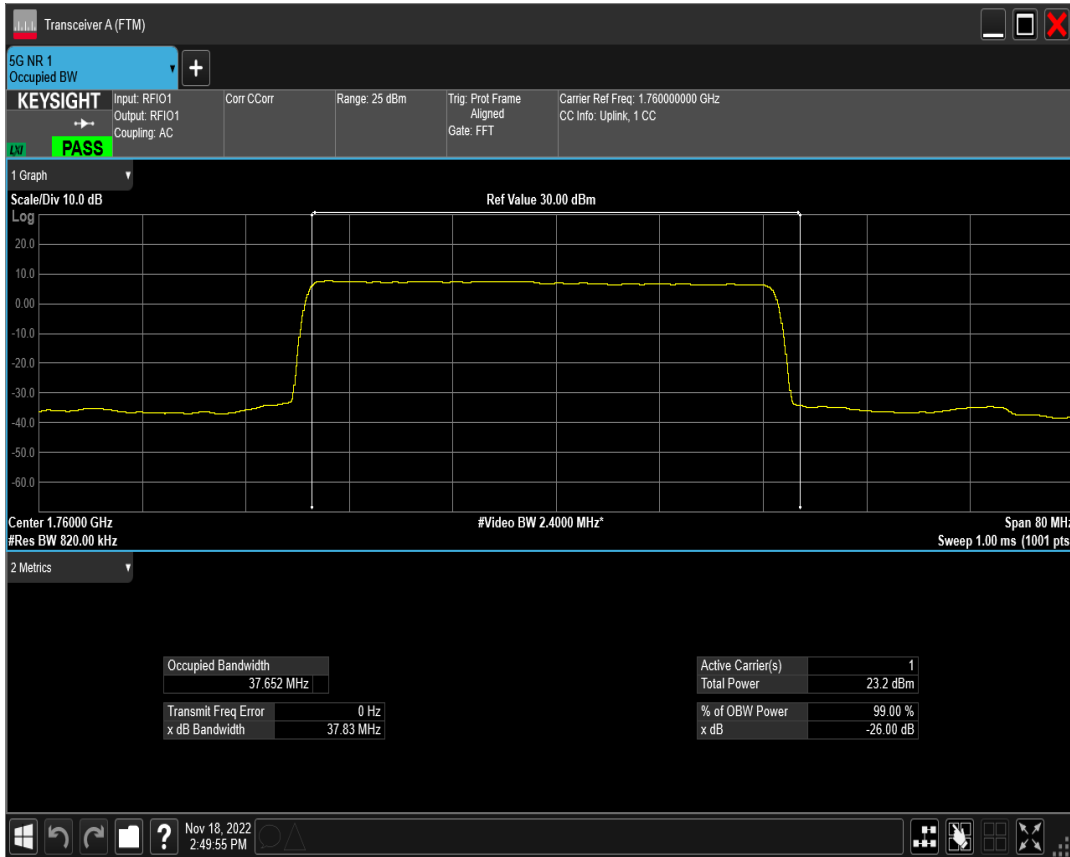 Transceiver A (FTM)
5G NR 1
Occupied BW
+
KEYSIGHT
LXI
PASS
Input: RFIO1
Output: RFIO1
Coupling: AC
Corr CCorr
Range: 25 dBm
Trig: Prot Frame
Aligned
Gate: FFT
Carrier Ref Freq: 1.760000000 GHz
CC Info: Uplink, 1 CC
1 Graph
Scale/Div 10.0 dB
Ref Value 30.00 dBm
Log
20.0
10.0
0.00
-10.0
-20.0
-30.0
-40.0
-50.0
-60.0
Center 1.76000 GHz
#Video BW 2.4000 MHz*
Span 80 MHz
#Res BW 820.00 kHz
Sweep 1.00 ms (1001 pts
2 Metrics
Occupied Bandwidth
37.652 MHz
Transmit Freq Error 0 Hz
x dB Bandwidth 37.83 MHz
Active Carrier(s) 1
Total Power 23.2 dBm
% of OBW Power 99.00 %
x dB -26.00 dB
?
Nov 18, 2022
2:49:55 PM